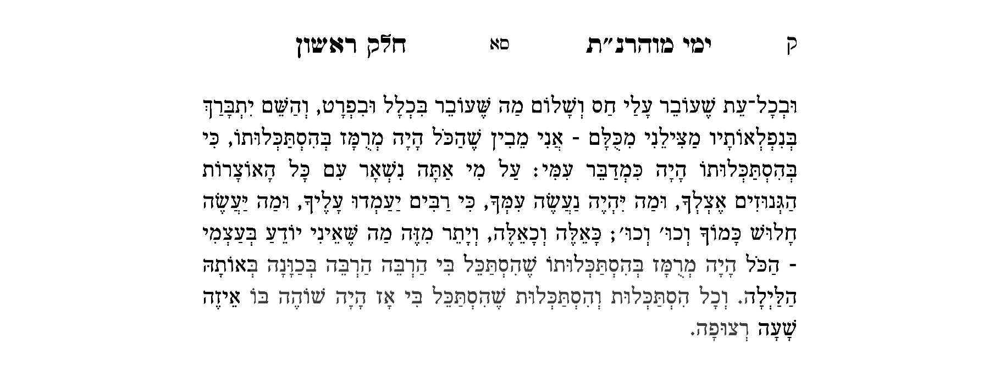 ק ימי מוהרנ״ת סא חלק ראשון
וּבְכָל־עֵת שֶׁעוֹבֵר עָלַי חַס וְשָׁלוֹם מַה שֶּׁעוֹבֵר בִּכְלָל וּבִפְרָט, וְהַשֵּׁם יִתְבָּרַךְ
בְּנִפְלְאוֹתָיו מַצִּילֵנִי מִכֻּלָּם - אֲנִי מֵבִין שֶׁהַכֹּל הָיָה מְרֻמָּז בְּהִסְתַּכְּלוּתוֹ, כִּי
בְּהִסְתַּכְּלוּתוֹ הָיָה כִּמְדַבֵּר עִמִּי: עַל מִי אַתָּה נִשְׁאָר עִם כָּל הָאוֹצָרוֹת
הַגְּנוּזִים אֶצְלְךָ, וּמַה יִּהְיֶה נַעֲשֶׂה עִמְּךָ, כִּי רַבִּים יַעַמְדוּ עָלֶיךָ, וּמַה יַּעֲשֶׂה
חָלוּשׁ כָּמוֹךָ וְכוּ׳ וְכוּ׳; כָּאֵלֶּה וְכָאֵלֶּה, וְיָתֵר מִזֶּה מַה שֶּׁאֵינִי יוֹדֵעַ בְּעַצְמִי
- הַכֹּל הָיָה מְרֻמָּז בְּהִסְתַּכְּלוּתוֹ שֶׁהִסְתַּכֵּל בִּי הַרְבֵּה הַרְבֵּה בְּכַוָּנָה בְּאוֹתָהּ
הַלַּיְלָה. וְכָל הִסְתַּכְּלוּת וְהִסְתַּכְּלוּת שֶׁהִסְתַּכֵּל בִּי אָז הָיָה שׁוֹהֶה בּוֹ אֵיזֶה
שָׁעָה רְצוּפָה.